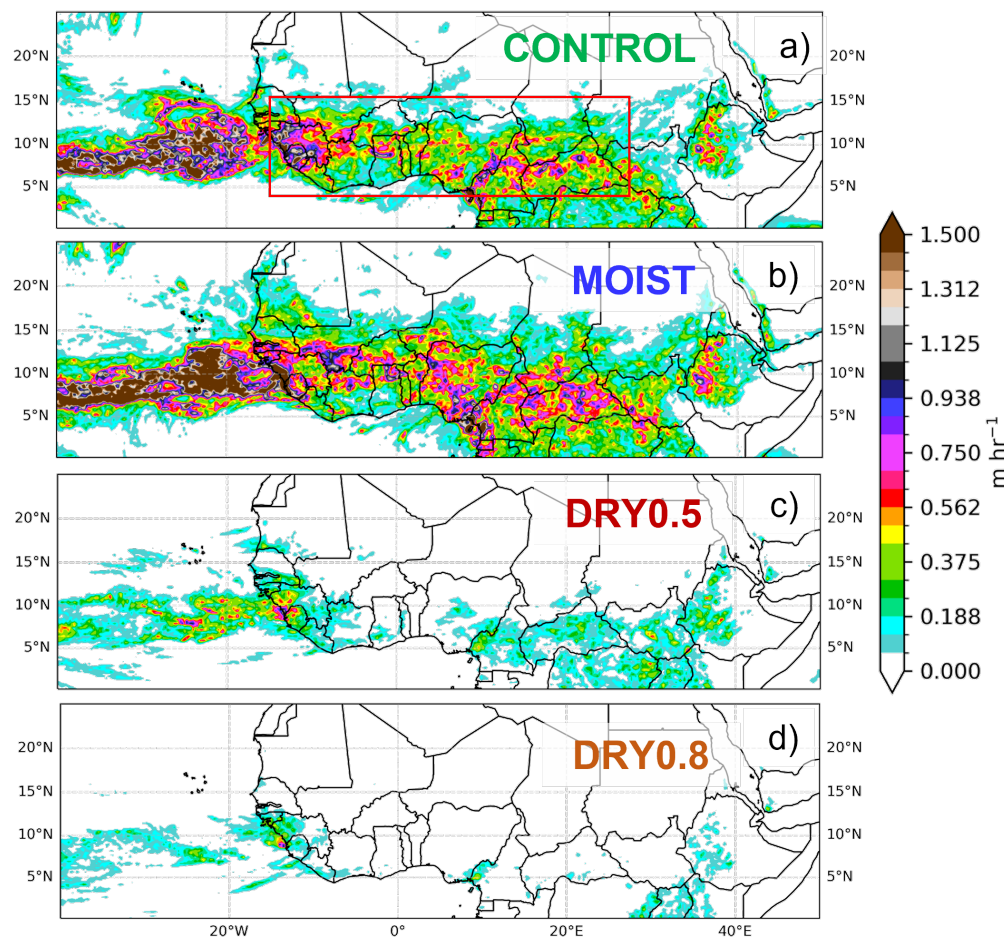 CONTROL a)
20°N 20°N
15°N 15°N
10°N 10°N
5°N 5°N
MOIST b)
20°N 20°N
15°N 15°N
10°N 10°N
5°N 5°N
DRY0.5 c)
20°N 20°N
15°N 15°N
10°N 10°N
5°N 5°N
DRY0.8 d)
20°N 20°N
15°N 15°N
10°N 10°N
5°N 5°N
20°W 0° 20°E 40°E
1.500
1.312
1.125
0.938
0.750
0.562
0.375
0.188
0.000
m hr⁻¹